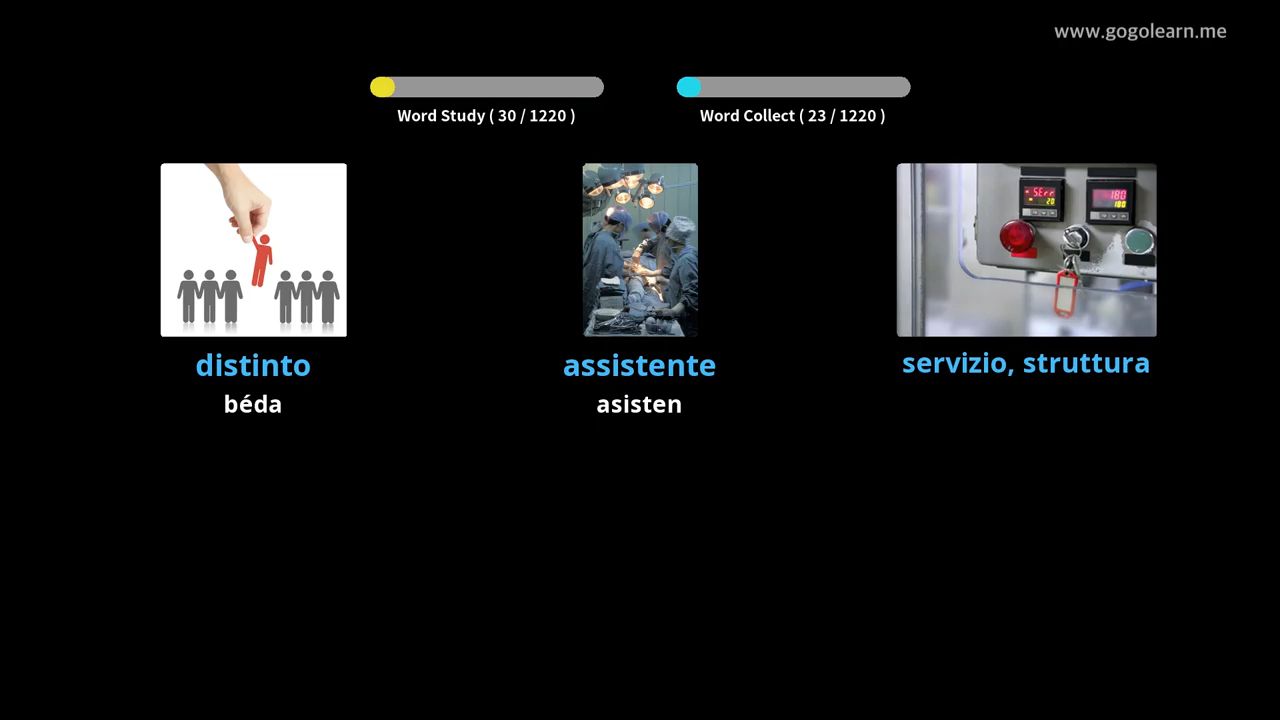 www.gogolearn.me
Word Study ( 30 / 1220 )
Word Collect ( 23 / 1220 )
distinto
assistente
servizio, struttura
béda
asisten